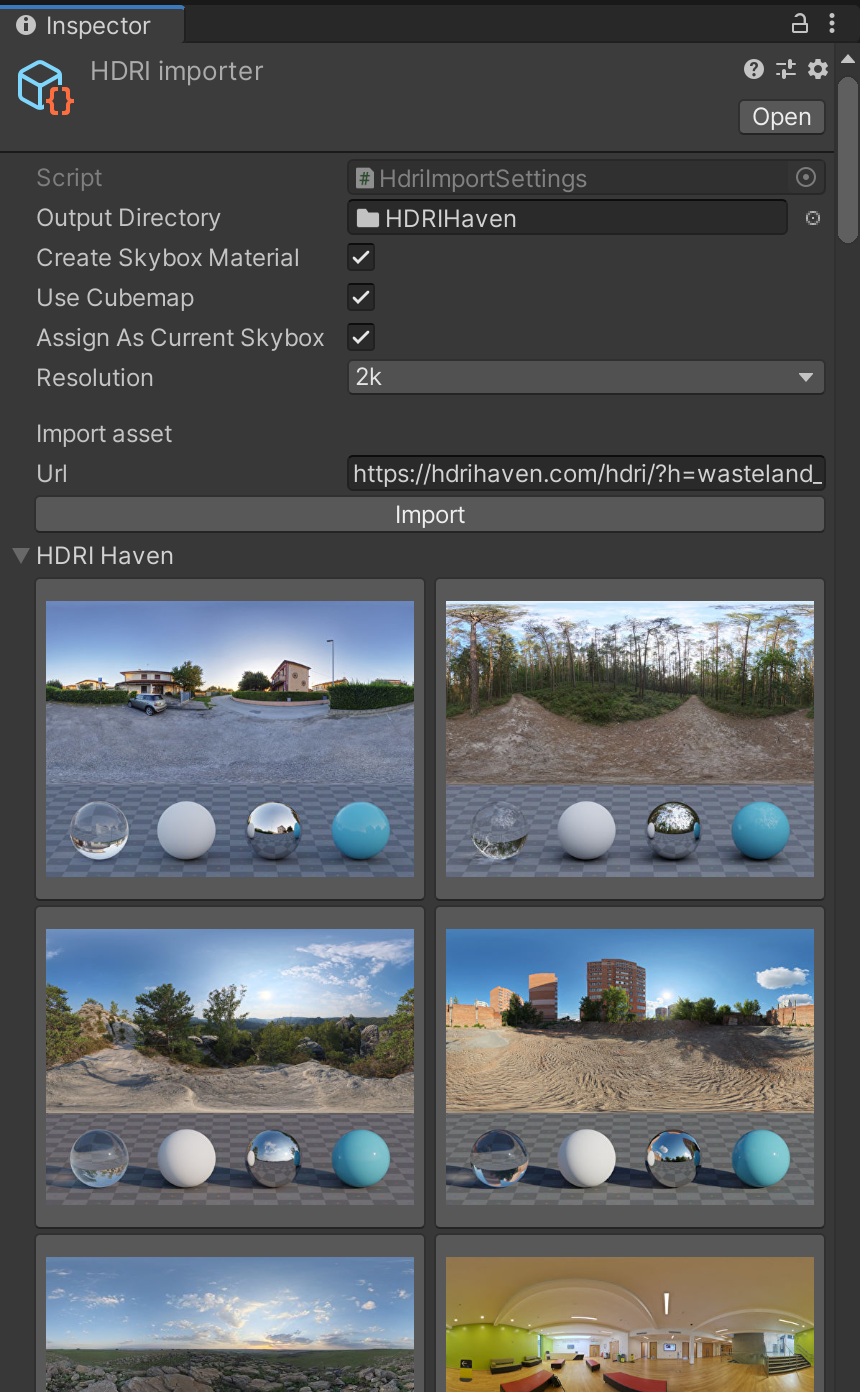 Inspector
HDRI importer
Open
Script HdriImportSettings
Output Directory HDRIHaven
Create Skybox Material
Use Cubemap
Assign As Current Skybox
Resolution 2k
Import asset
Url https://hdrihaven.com/hdri/?h=wasteland_
Import
HDRI Haven